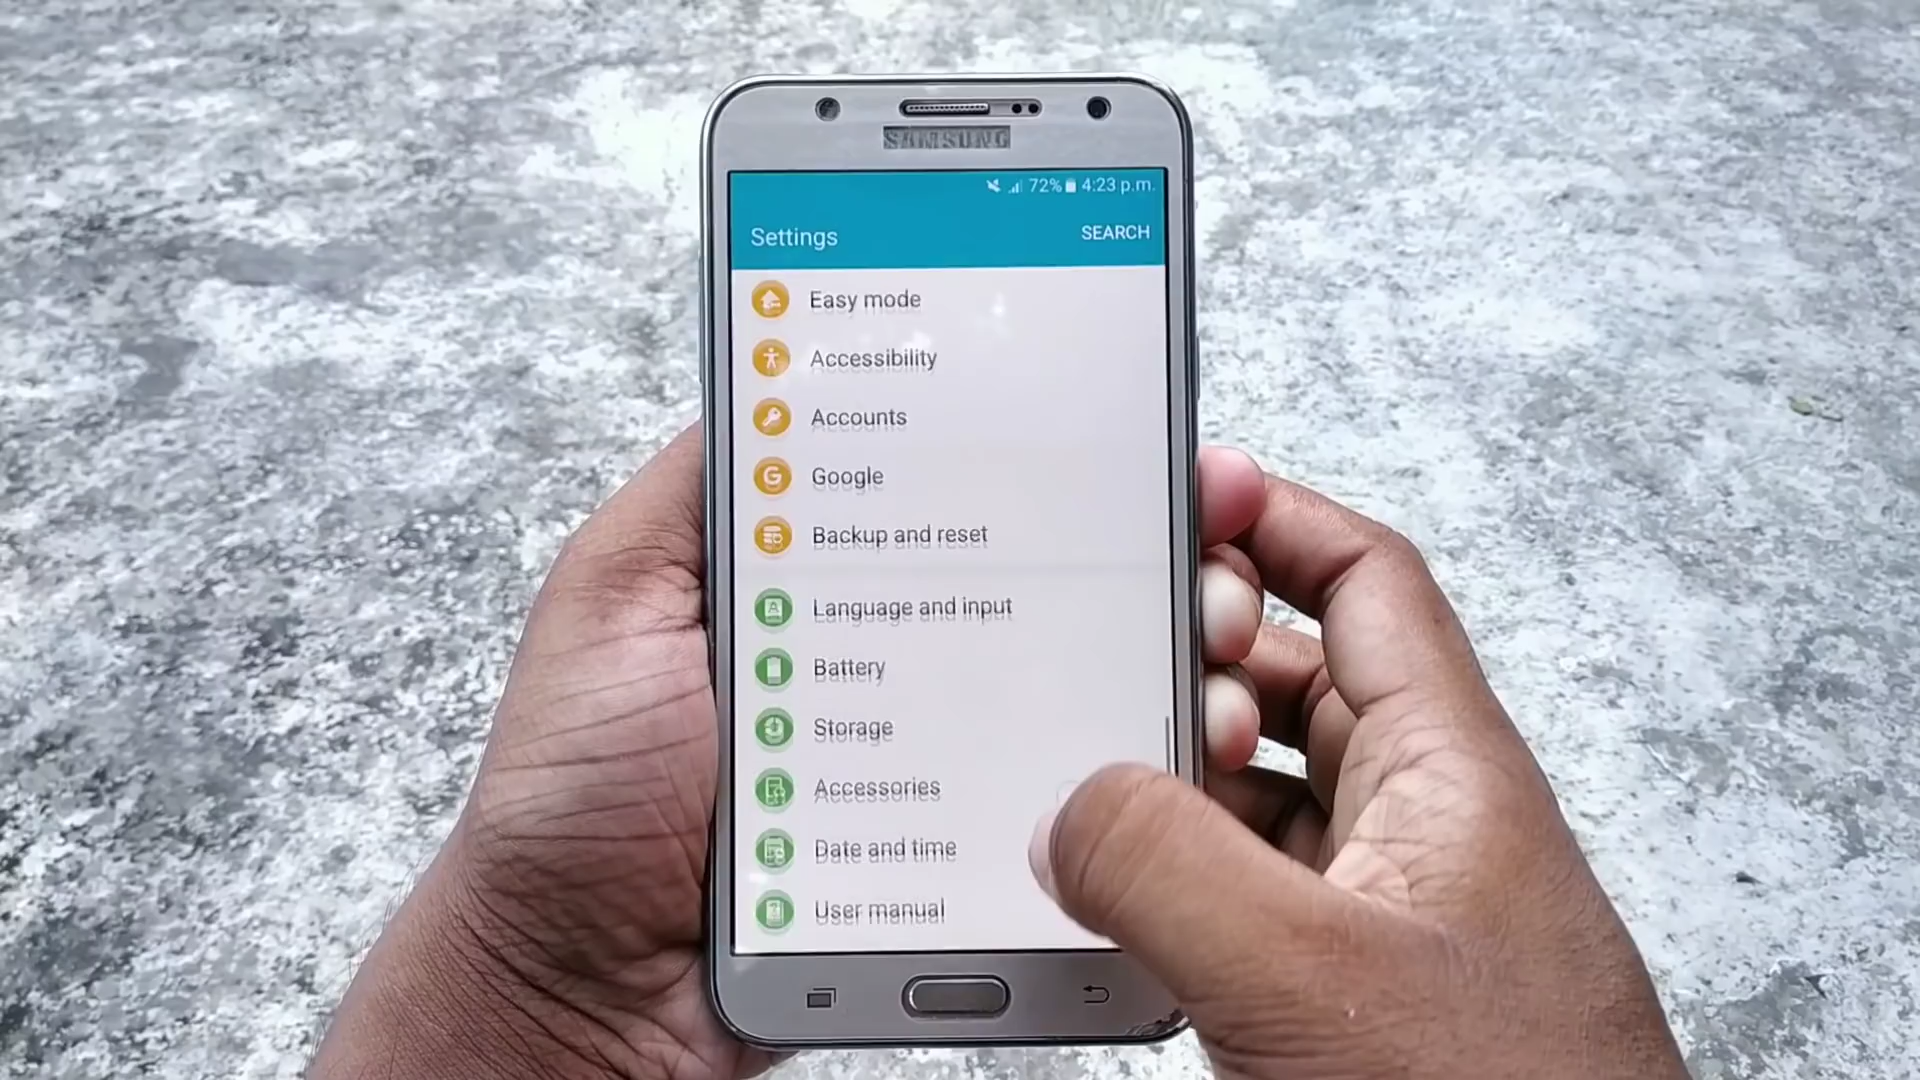 SAMSUNG
72% 4:23 p.m.
Settings
SEARCH
Easy mode
Accessibility
Accounts
Google
Backup and reset
Language and input
Battery
Storage
Accessories
Date and time
User manual